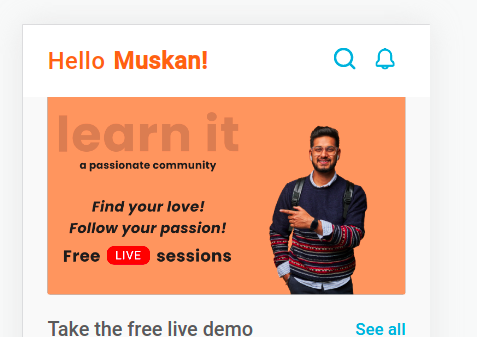 Hello Muskan!
learn it
a passionate community
Find your love!
Follow your passion!
Free LIVE sessions
Take the free live demo See all